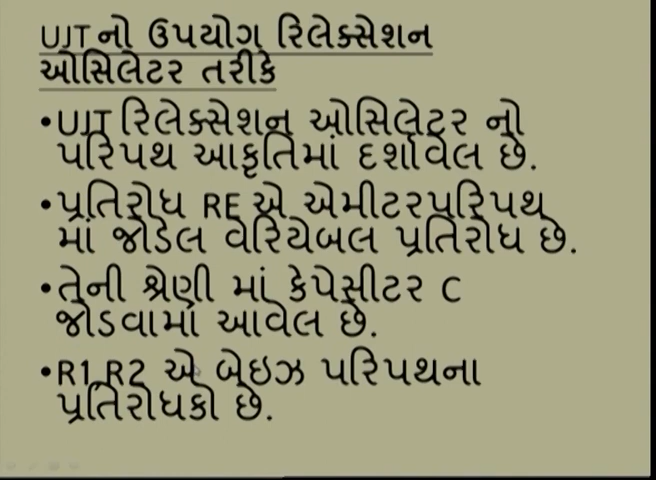 UJT નો ઉપયોગ રિલેક્સેશન
ઓસિલેટર તરીકે
•UJT રિલેક્સેશન ઓસિલેટર નો
પરિપથ આકૃતિમાં દર્શાવેલ છે.
•પ્રતિરોધ RE એ એમીટરપરિપથ
માં જોડેલ વેરિયેબલ પ્રતિરોધ છે.
•તેની શ્રેણી માં કેપેસીટર C
જોડવામાં આવેલ છે.
•R1,R2 એ બેઇઝ પરિપથના
પ્રતિરોધકો છે.